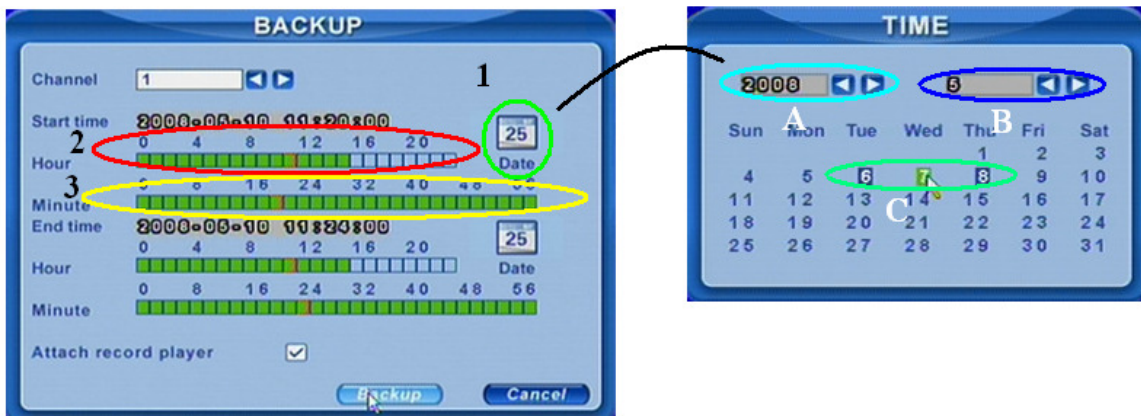 BACKUP
Channel 1
1
Start time 2008-05-10 11:20:00
25
2
0 4 8 12 16 20
Hour
Date
3
0 8 16 24 32 40 48 56
Minute
End time 2008-05-10 11:24:00
25
0 4 8 12 16 20
Hour
Date
0 8 16 24 32 40 48 56
Minute
Attach record player
Backup Cancel
TIME
2008 5
A B
Sun Mon Tue Wed Thu Fri Sat
1 2 3
4 5 6 7 8 9 10
C
11 12 13 14 15 16 17
18 19 20 21 22 23 24
25 26 27 28 29 30 31